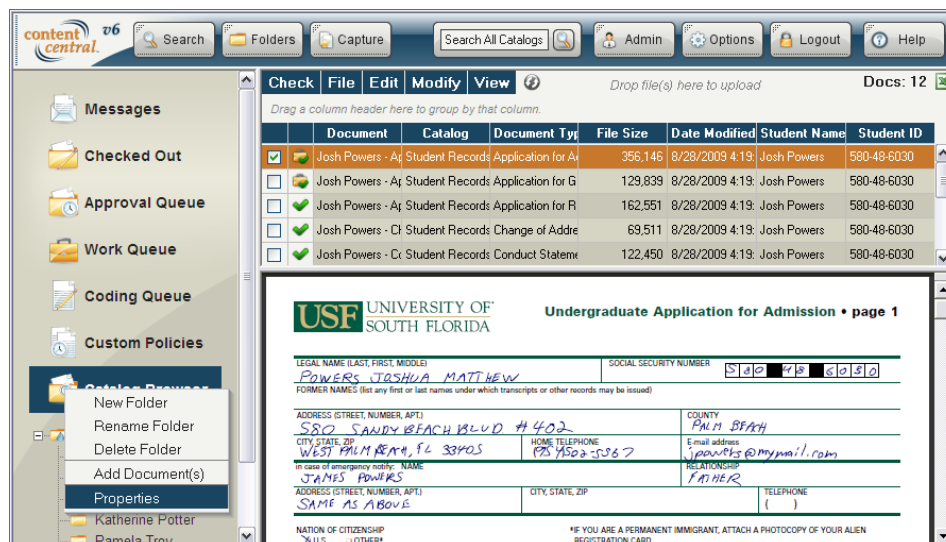 content central. v6 Search Folders Capture Search All Catalogs Admin Options Logout Help
Check File Edit Modify View Drop file(s) here to upload Docs: 12
Drag a column header here to group by that column.
Document Catalog Document Typ File Size Date Modified Student Name Student ID
Josh Powers - Ap Student Records Application for A 356,146 8/28/2009 4:19: Josh Powers 580-48-6030
Josh Powers - Ap Student Records Application for G 129,839 8/28/2009 4:19: Josh Powers 580-48-6030
Josh Powers - Ap Student Records Application for R 162,551 8/28/2009 4:19: Josh Powers 580-48-6030
Josh Powers - Ch Student Records Change of Addre 69,511 8/28/2009 4:19: Josh Powers 580-48-6030
Josh Powers - Co Student Records Conduct Stateme 122,450 8/28/2009 4:19: Josh Powers 580-48-6030
Messages
Checked Out
Approval Queue
Work Queue
Coding Queue
Custom Policies
Catalog Browser
New Folder
Rename Folder
Delete Folder
Add Document(s)
Properties
Katherine Potter
Pamela Troy
USF UNIVERSITY OF
SOUTH FLORIDA
Undergraduate Application for Admission • page 1
LEGAL NAME (LAST, FIRST, MIDDLE) SOCIAL SECURITY NUMBER 580 48 6030
POWERS JOSHUA MATTHEW
FORMER NAMES (list any first or last names under which transcripts or other records may be issued)
ADDRESS (STREET, NUMBER, APT.) COUNTY
580 SANDY BEACH BLVD #402 PALM BEACH
CITY, STATE, ZIP HOME TELEPHONE E-mail address
WEST PALM BEACH, FL 33405 jpowers@mymail.com
in case of emergency notify: NAME RELATIONSHIP
JAMES POWERS FATHER
ADDRESS (STREET, NUMBER, APT.) CITY, STATE, ZIP TELEPHONE
SAME AS ABOVE ( )
NATION OF CITIZENSHIP *IF YOU ARE A PERMANENT IMMIGRANT, ATTACH A PHOTOCOPY OF YOUR ALIEN
U.S. OTHER* REGISTRATION CARD